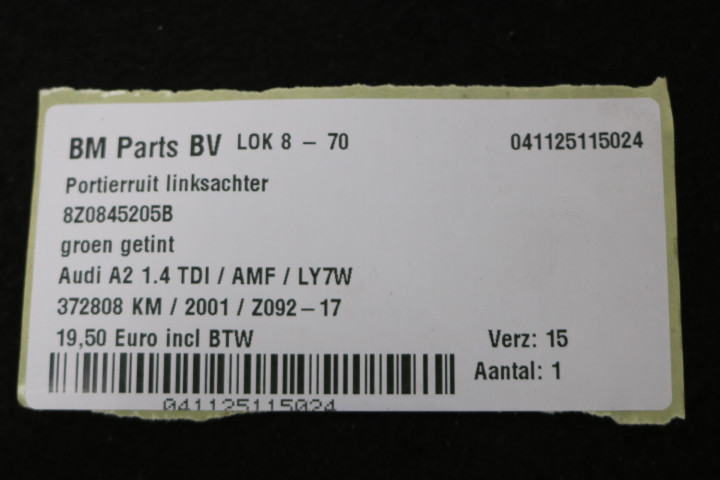 BM Parts BV LOK 8 – 70 041125115024
Portierruit linksachter
8Z0845205B
groen getint
Audi A2 1.4 TDI / AMF / LY7W
372808 KM / 2001 / Z092–17
19,50 Euro incl BTW Verz: 15
Aantal: 1
041125115024